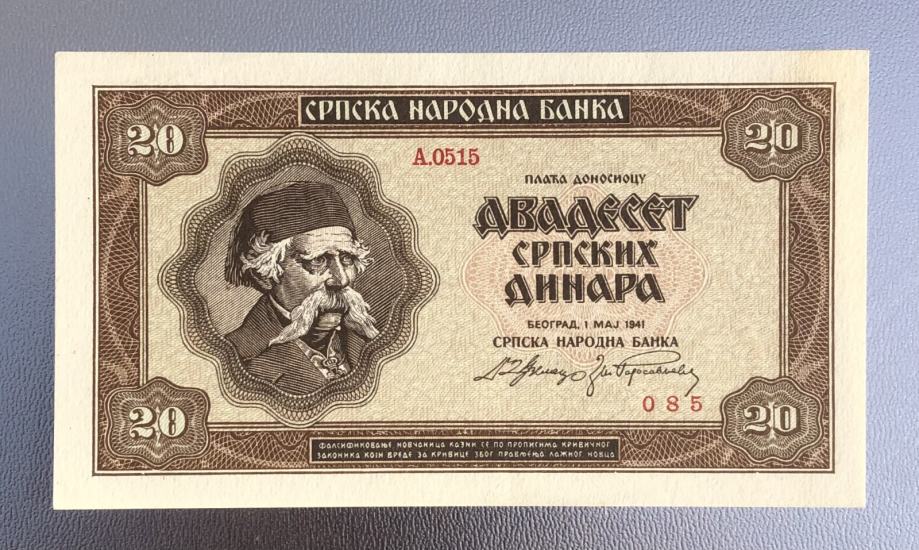 СРПСКА НАРОДНА БАНКА
20
20
А.0515
ПЛАЋА ДОНОСИОЦУ
ДВАДЕСЕТ
СРПСКИХ
ДИНАРА
БЕОГРАД, 1 МАЈ 1941
СРПСКА НАРОДНА БАНКА
085
20
20
ФАЛСИФИКОВАЊЕ НОВЧАНИЦА КАЗНИ СЕ ПО ПРОПИСИМА КРИВИЧНОГ
ЗАКОНИКА КОЈИ ВРЕДЕ ЗА КРИВИЦЕ ЗБОГ ПРАВЉЕЊА ЛАЖНОГ НОВЦА